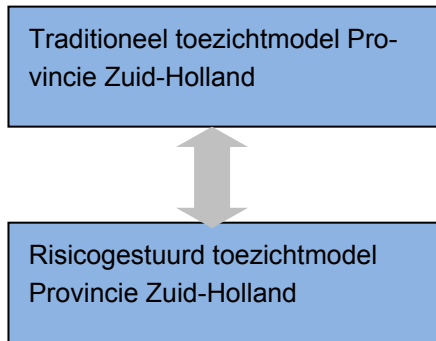 Traditioneel toezichtmodel Pro-
vincie Zuid-Holland
Risicogestuurd toezichtmodel
Provincie Zuid-Holland